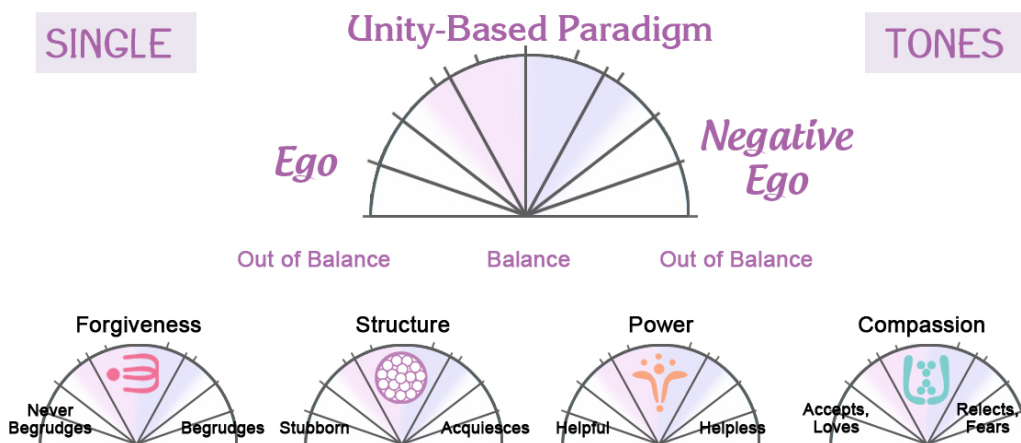 SINGLE
Unity-Based Paradigm
TONES
Ego
Negative
Ego
Out of Balance
Balance
Out of Balance
Forgiveness
Structure
Power
Compassion
Never
Begrudges
Begrudges
Stubborn
Acquiesces
Helpful
Helpless
Accepts,
Loves
Rejects,
Fears